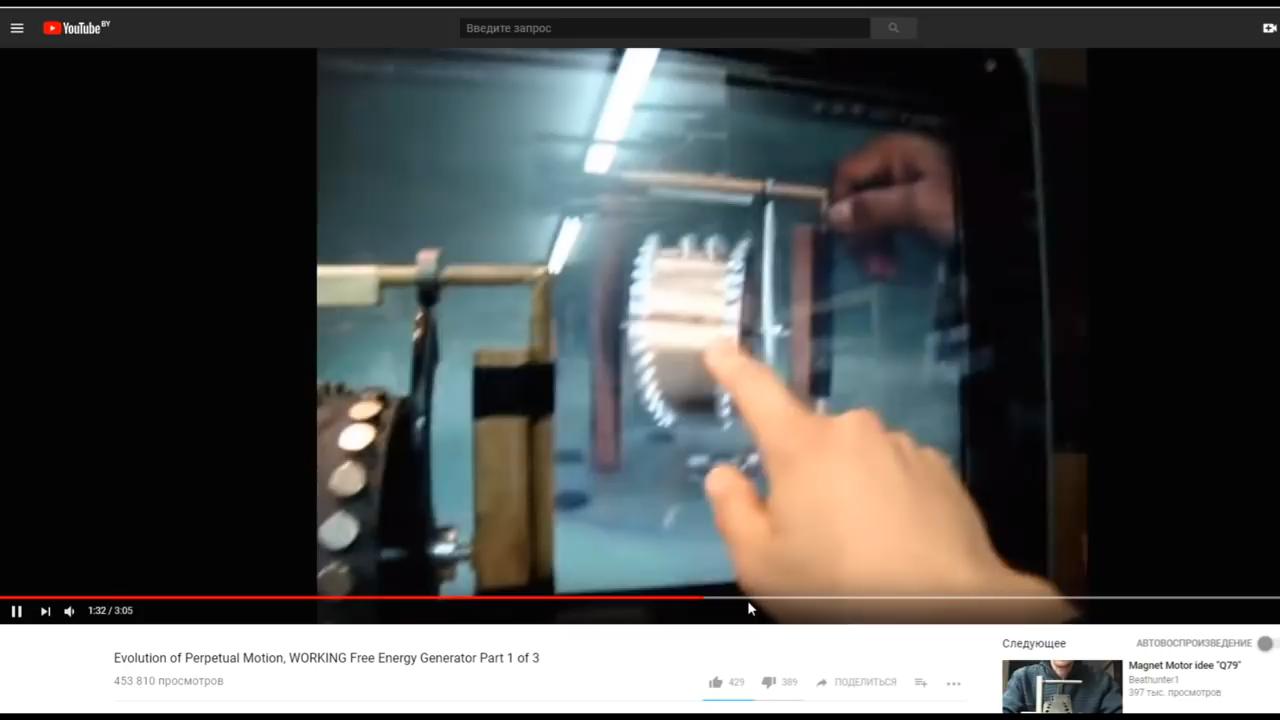 YouTube BY
Введите запрос
1:32 / 3:05
Evolution of Perpetual Motion, WORKING Free Energy Generator Part 1 of 3
453 810 просмотров
429
389
ПОДЕЛИТЬСЯ
Следующее
АВТОВОСПРОИЗВЕДЕНИЕ
Magnet Motor idee "Q79"
Beathunter1
397 тыс. просмотров